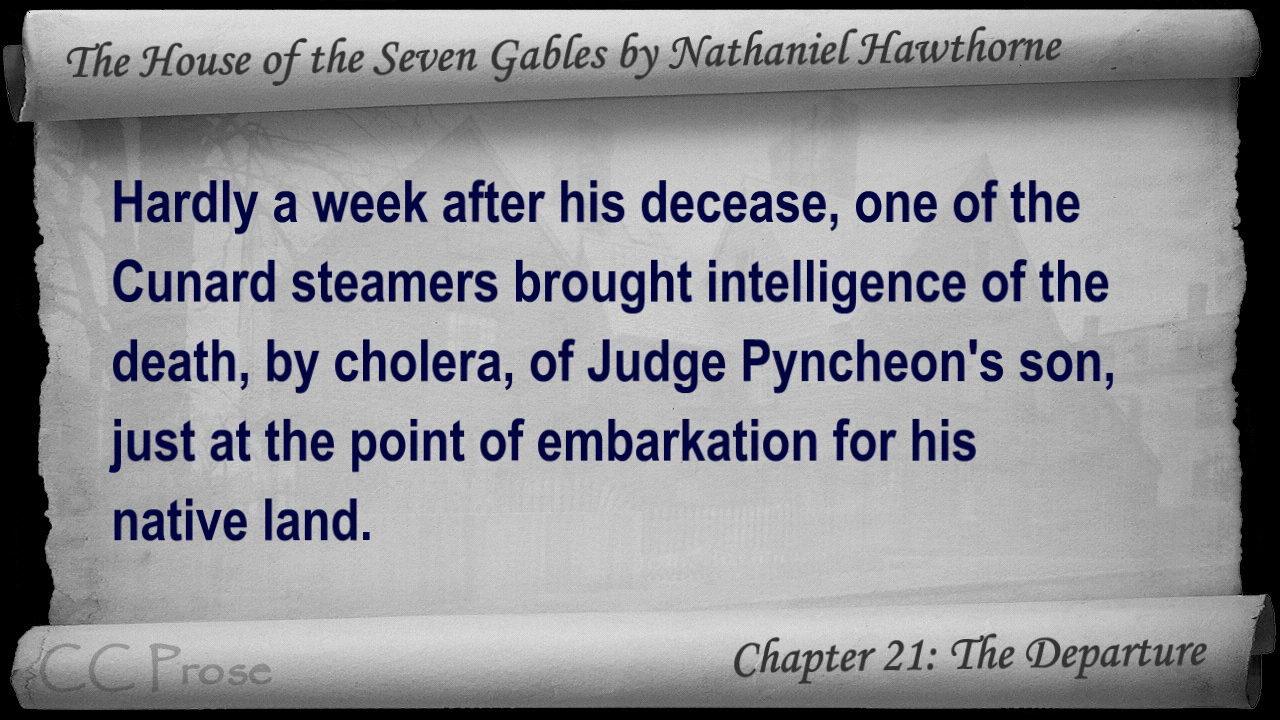 The House of the Seven Gables by Nathaniel Hawthorne
Hardly a week after his decease, one of the
Cunard steamers brought intelligence of the
death, by cholera, of Judge Pyncheon's son,
just at the point of embarkation for his
native land.
CC Prose
Chapter 21: The Departure